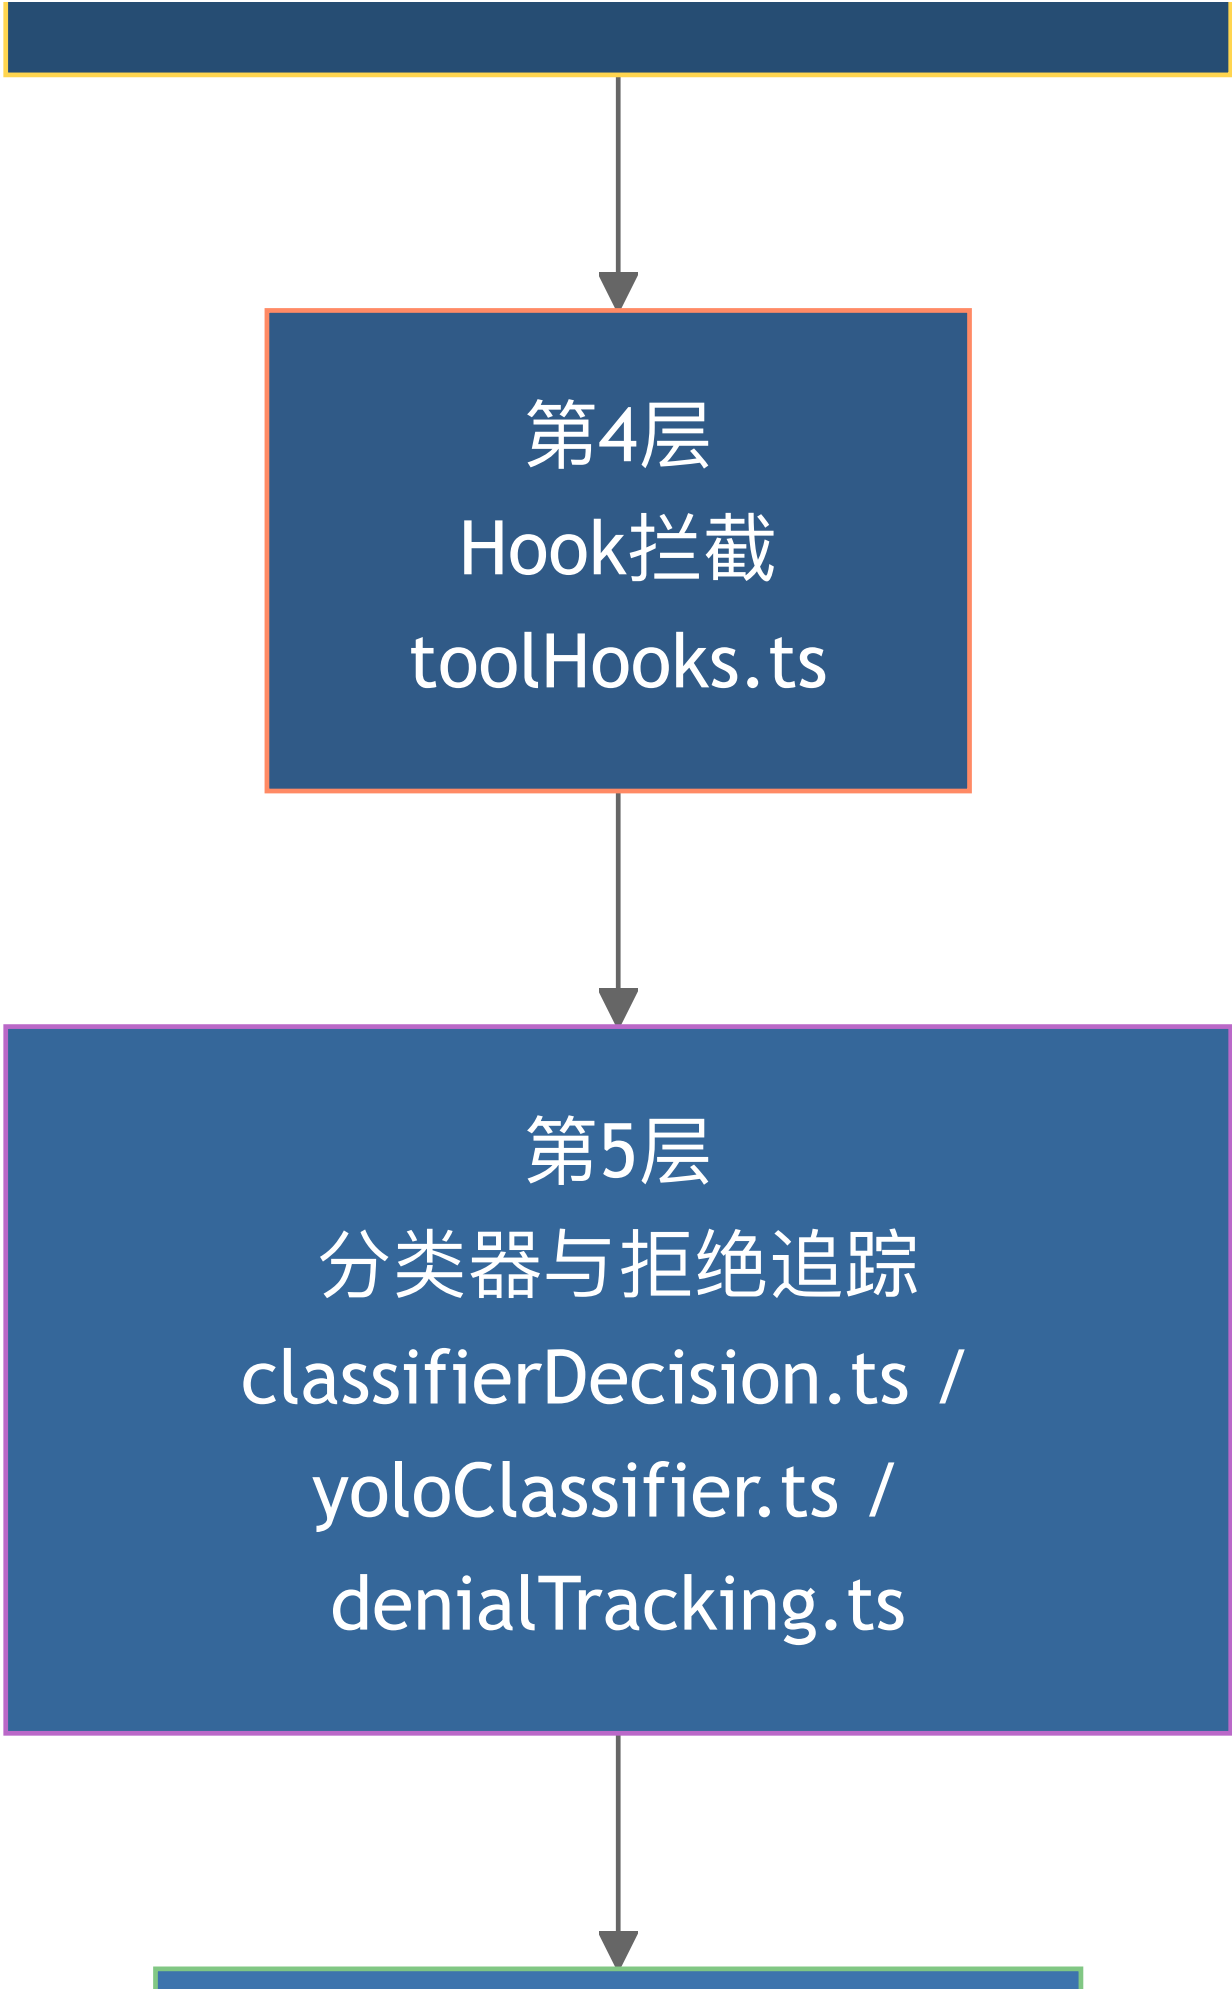 第4层
Hook拦截
toolHooks.ts
第5层
分类器与拒绝追踪
classifierDecision.ts /
yoloClassifier.ts /
denialTracking.ts